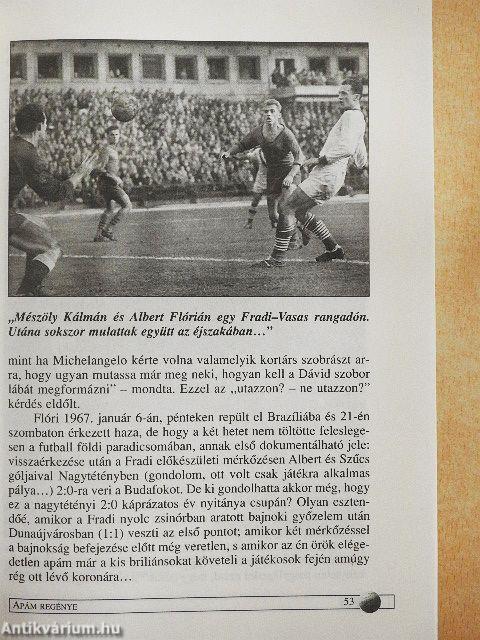 „Mészöly Kálmán és Albert Flórián egy Fradi–Vasas rangadón.
Utána sokszor mulattak együtt az éjszakában…”
mint ha Michelangelo kérte volna valamelyik kortárs szobrászt ar-
ra, hogy ugyan mutassa már meg neki, hogyan kell a Dávid szobor
lábát megformázni” – mondta. Ezzel az „utazzon? – ne utazzon?”
kérdés eldőlt.
Flóri 1967. január 6-án, pénteken repült el Brazíliába és 21-én
szombaton érkezett haza, de hogy a két hetet nem töltötte feleslege-
sen a futball földi paradicsomában, annak első dokumentálható jele:
visszaérkezése után a Fradi előkészületi mérkőzésen Albert és Szűcs
góljaival Nagytétényben (gondolom, ott volt csak játékra alkalmas
pálya…) 2:0-ra veri a Budafokot. De ki gondolhatta akkor még, hogy
ez a nagytétényi 2:0 káprázatos év nyitánya csupán? Olyan eszten-
dőé, amikor a Fradi nyolc zsinórban aratott bajnoki győzelem után
Dunaújvárosban (1:1) veszti az első pontot; amikor két mérkőzéssel
a bajnokság befejezése előtt még veretlen, s amikor az én örök elége-
detlen apám már a kis briliánsokat követeli a játékosok fején amúgy
rég ott lévő koronára…
APÁM REGÉNYE
53
Antikvárium.hu